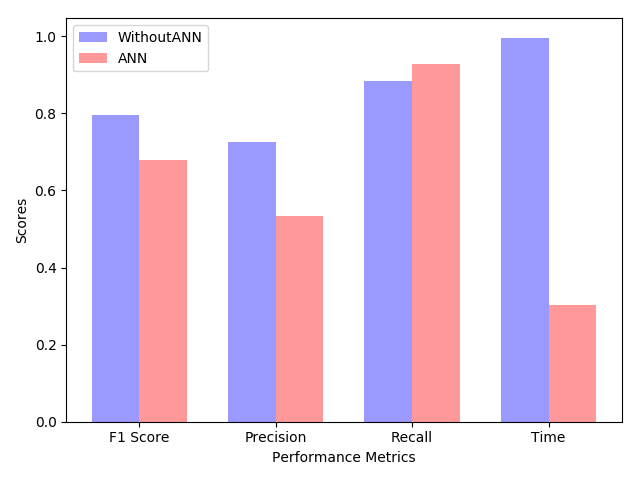 WithoutANN
ANN
1.0
0.8
0.6
0.4
0.2
0.0
Scores
F1 Score
Precision
Recall
Time
Performance Metrics